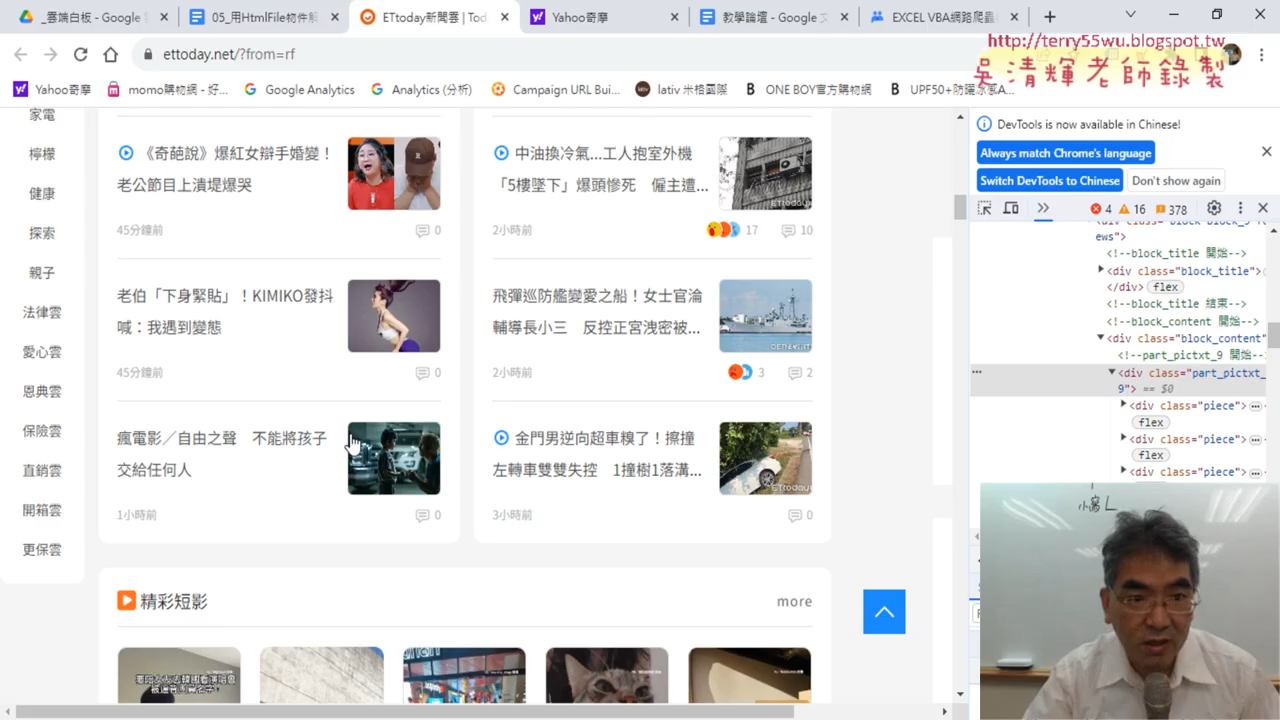 _雲端白板 - Google
05_用HtmlFile物件解
ETtoday新聞雲 | Tod
Yahoo奇摩
教學論壇 - Google 文
EXCEL VBA網路爬蟲
ettoday.net/?from=rf
http://terry55wu.blogspot.tw
吳清輝老師錄製
Yahoo奇摩
momo購物網 - 好...
Google Analytics
Analytics (分析)
Campaign URL Bui...
lativ 米格國際
ONE BOY官方購物網
UPF50+防曬冰涼A...
家電
檸檬
健康
探索
親子
法律雲
愛心雲
恩典雲
保險雲
直銷雲
開箱雲
更保雲
《奇葩說》爆紅女辯手婚變！
老公節目上潰堤爆哭
45分鐘前
0
老伯「下身緊貼」！KIMIKO發抖
喊：我遇到變態
45分鐘前
0
瘋電影／自由之聲　不能將孩子
交給任何人
1小時前
0
中油換冷氣...工人抱室外機
「5樓墜下」爆頭慘死　僱主遭...
2小時前
17
10
飛彈巡防艦變愛之船！女士官淪
輔導長小三　反控正宮洩密被...
2小時前
3
2
金門男逆向超車糗了！擦撞
左轉車雙雙失控　1撞樹1落溝...
3小時前
0
精彩短影
more
DevTools is now available in Chinese!
Always match Chrome's language
Switch DevTools to Chinese
Don't show again
4
16
378
ews">
<!--block_title 開始-->
<div class="block_title">
</div>
flex
<!--block_title 結束-->
<!--block_content 開始-->
<div class="block_content"
<!--part_pictxt_9 開始-->
<div class="part_pictxt_
9"> == $0
<div class="piece">
flex
<div class="piece">
flex
<div class="piece">